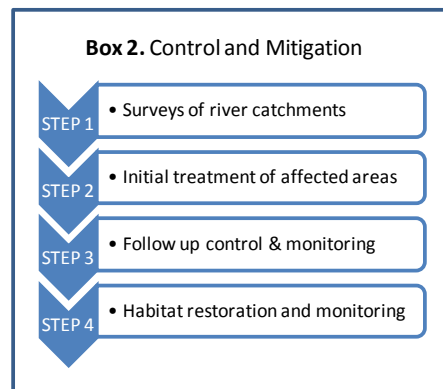 Box 2. Control and Mitigation
STEP 1
• Surveys of river catchments
STEP 2
• Initial treatment of affected areas
STEP 3
• Follow up control & monitoring
STEP 4
• Habitat restoration and monitoring